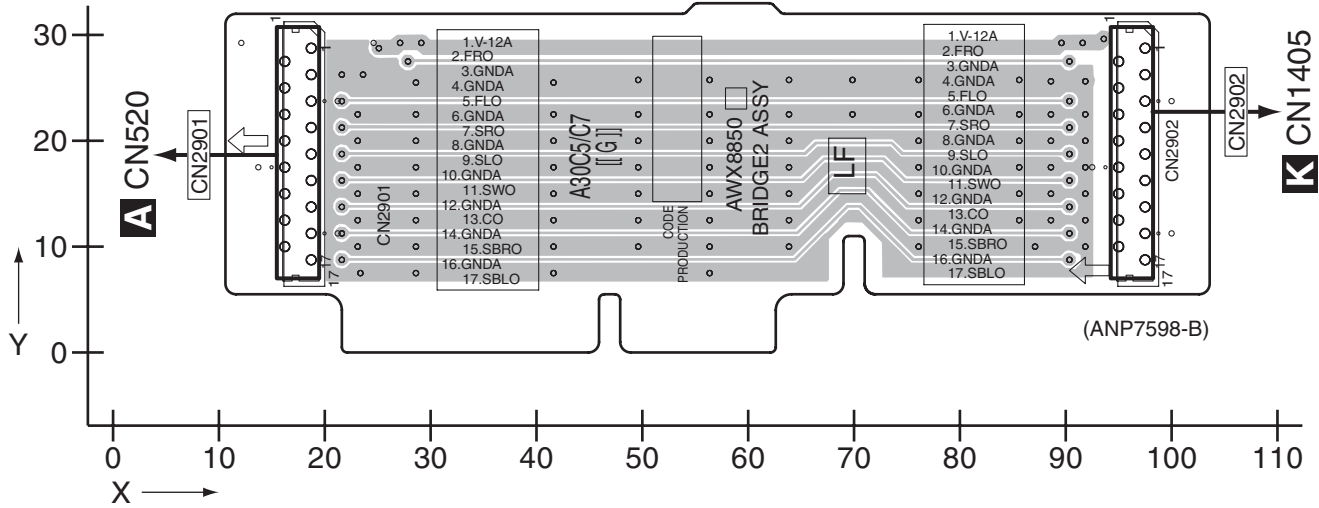 30
20
10
0
Y
0
10
20
30
40
50
60
70
80
90
100
110
X
A CN520
CN2901
1
1
17
17
CN2901
1.V-12A
2.FRO
3.GNDA
4.GNDA
5.FLO
6.GNDA
7.SRO
8.GNDA
9.SLO
10.GNDA
11.SWO
12.GNDA
13.CO
14.GNDA
15.SBRO
16.GNDA
17.SBLO
A30C5/C7
[[G]]
CODE
PRODUCTION
AWX8850
BRIDGE2 ASSY
LF
1.V-12A
2.FRO
3.GNDA
4.GNDA
5.FLO
6.GNDA
7.SRO
8.GNDA
9.SLO
10.GNDA
11.SWO
12.GNDA
13.CO
14.GNDA
15.SBRO
16.GNDA
17.SBLO
1
1
17
17
CN2902
CN2902
K CN1405
(ANP7598-B)